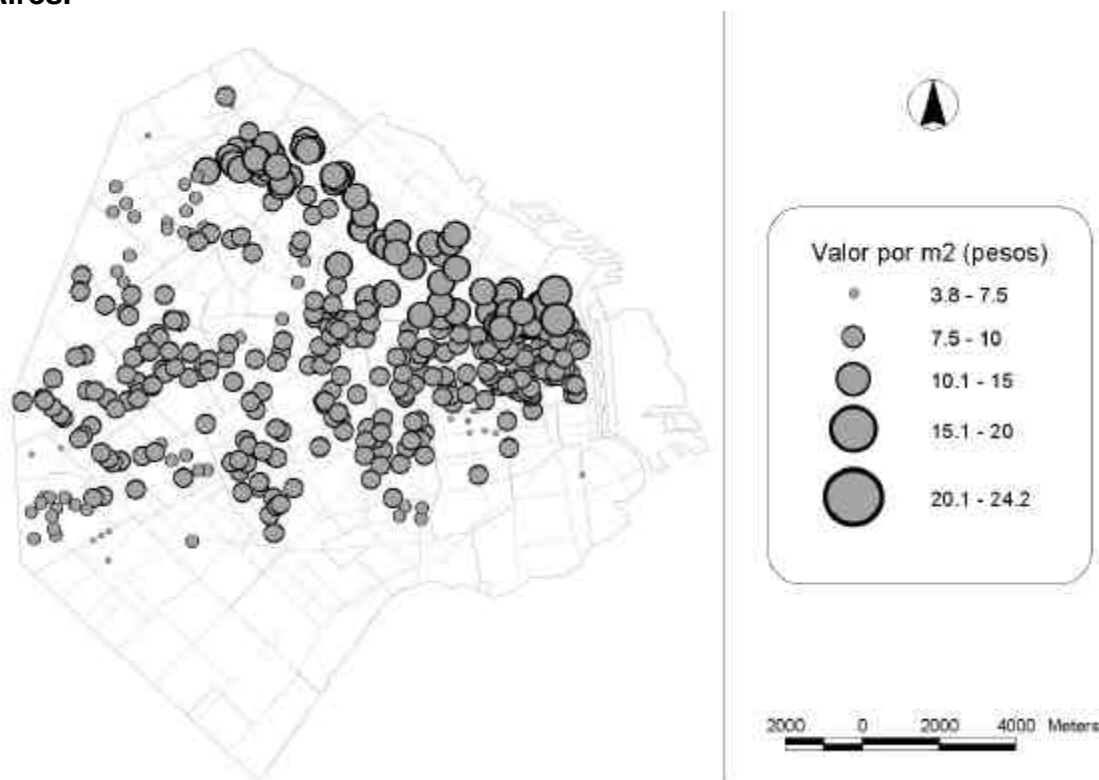 Aires.
Valor por m2 (pesos)
3.8 - 7.5
7.5 - 10
10.1 - 15
15.1 - 20
20.1 - 24.2
2000 0 2000 4000 Meters